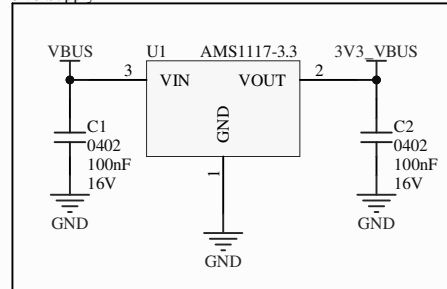 VBUS
U1
AMS1117-3.3
3V3_VBUS
3
VIN
VOUT
2
GND
1
C1
0402
100nF
16V
GND
C2
0402
100nF
16V
GND
GND